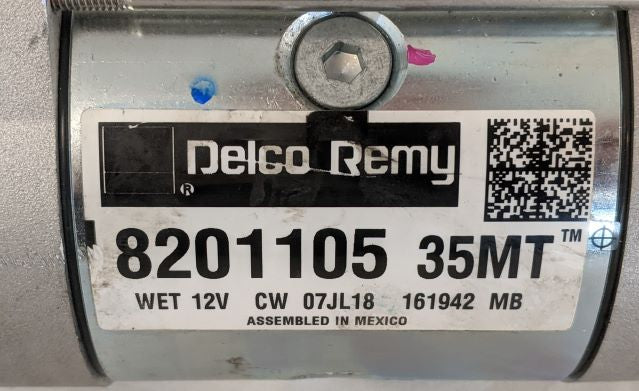 Delco Remy
®
8201105 35MT™
WET 12V CW 07JL18 161942 MB
ASSEMBLED IN MEXICO